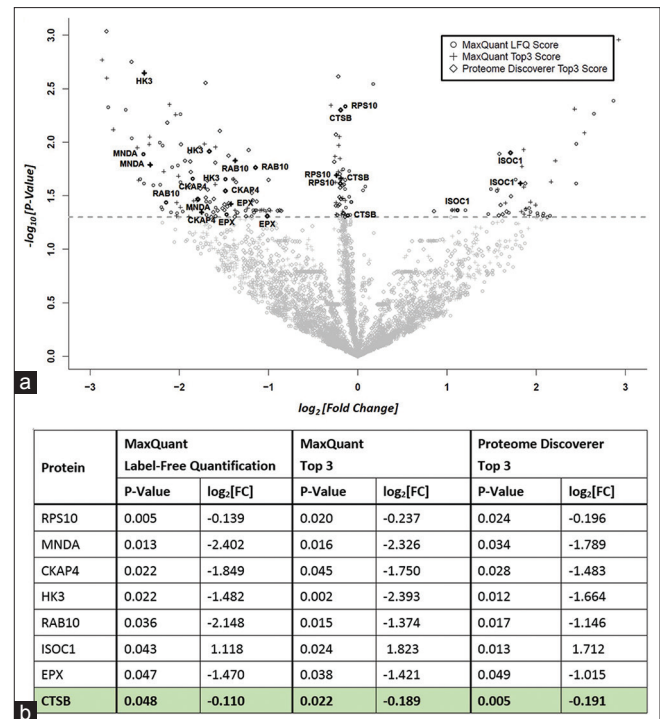 3.0
2.5
2.0
1.5
1.0
0.5
0.0
-log10[P-Value]
MaxQuant LFQ Score
MaxQuant Top3 Score
Proteome Discoverer Top3 Score
HK3
RPS10
CTSB
MNDA
HK3
ISOC1
MNDA
RAB10
RAB10
RPS10
CTSB
CKAP4
HK3
RPS10
ISOC1
RAB10
CKAP4
MNDA
EPX
ISOC1
CKAP4
EPX
EPX
CTSB
−3
−2
−1
0
1
2
3
log2[Fold Change]
a
Protein
MaxQuant
Label-Free Quantification
MaxQuant
Top 3
Proteome Discoverer
Top 3
P-Value log2[FC] P-Value log2[FC] P-Value log2[FC]
RPS10 0.005 -0.139 0.020 -0.237 0.024 -0.196
MNDA 0.013 -2.402 0.016 -2.326 0.034 -1.789
CKAP4 0.022 -1.849 0.045 -1.750 0.028 -1.483
HK3 0.022 -1.482 0.002 -2.393 0.012 -1.664
RAB10 0.036 -2.148 0.015 -1.374 0.017 -1.146
ISOC1 0.043 1.118 0.024 1.823 0.013 1.712
EPX 0.047 -1.470 0.038 -1.421 0.049 -1.015
CTSB 0.048 -0.110 0.022 -0.189 0.005 -0.191
b